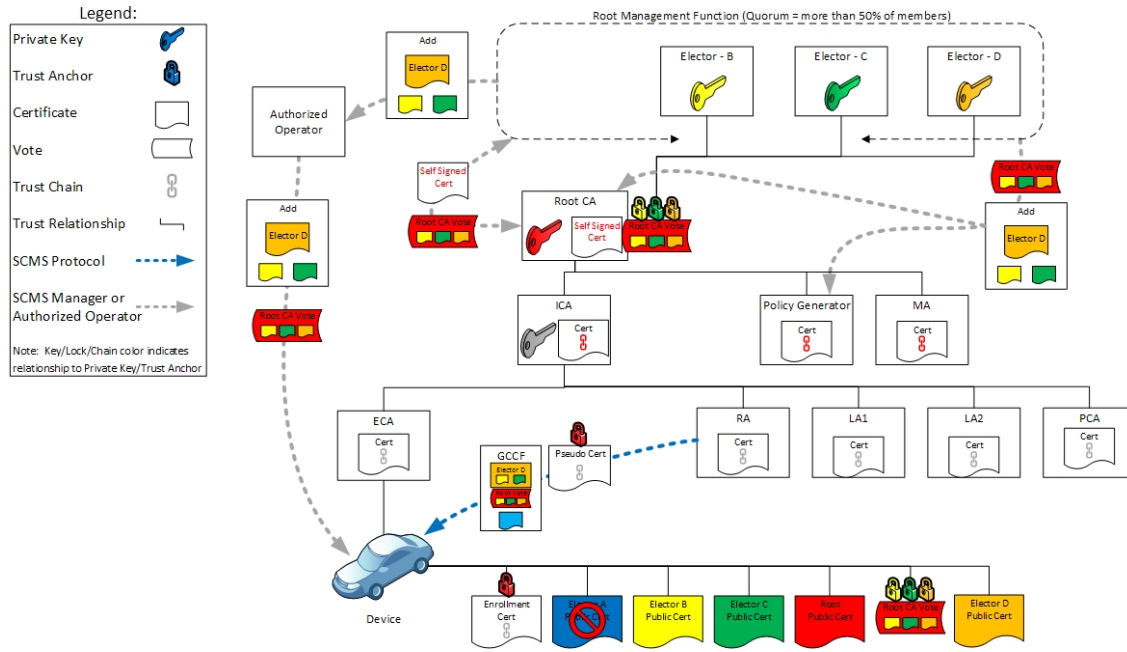 Legend:
Private Key
Trust Anchor
Certificate
Vote
Trust Chain
Trust Relationship
SCMS Protocol
SCMS Manager or
Authorized Operator
Note: Key/Lock/Chain color indicates
relationship to Private Key/Trust Anchor
Root Management Function (Quorum = more than 50% of members)
Add
Elector D
Elector - B
Elector - C
Elector - D
Authorized
Operator
Self Signed
Cert
Root CA Vote
Root CA
Self Signed
Cert
Root CA Vote
Root CA Vote
Add
Elector D
Add
Elector D
Root CA Vote
ICA
Cert
Policy Generator
Cert
MA
Cert
ECA
Cert
GCCF
Elector D
Root Vote
Pseudo Cert
RA
Cert
LA1
Cert
LA2
Cert
PCA
Cert
Device
Enrollment
Cert
Elector A
Public Cert
Elector B
Public Cert
Elector C
Public Cert
Root
Public Cert
Root CA Vote
Elector D
Public Cert